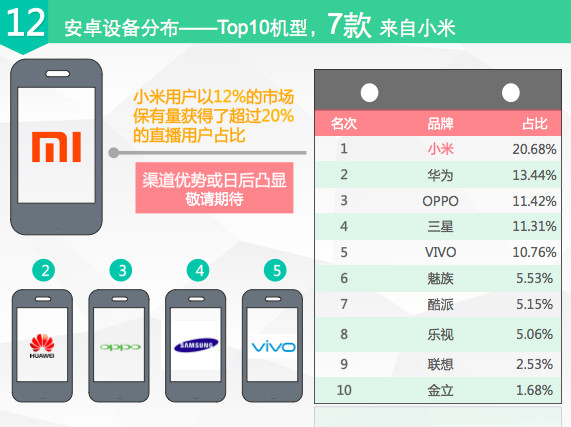 12
安卓设备分布——Top10机型，7款 来自小米
小米用户以12%的市场
保有量获得了超过20%
的直播用户占比
渠道优势或日后凸显
敬请期待
2
3
4
5
HUAWEI
oppo
SAMSUNG
vivo
名次 品牌 占比
1 小米 20.68%
2 华为 13.44%
3 OPPO 11.42%
4 三星 11.31%
5 VIVO 10.76%
6 魅族 5.53%
7 酷派 5.15%
8 乐视 5.06%
9 联想 2.53%
10 金立 1.68%